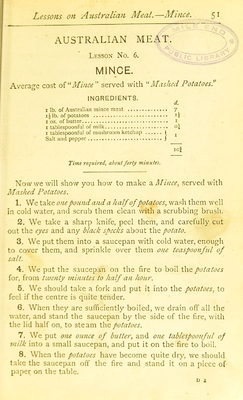 Lessons on Australian Meat.—Mince. 51
AUSTRALIAN MEAT.
LESSON No. 6.
MINCE.
Average cost of "Mince" served with "Mashed Potatoes."
INGREDIENTS.
d.
1 lb. of Australian mince meat 7
1½ lb. of potatoes 1½
1 oz. of butter 1
1 tablespoonful of milk 0¼
1 tablespoonful of mushroom ketchup
Salt and pepper
10¼
Time required, about forty minutes.
Now we will show you how to make a Mince, served with
Mashed Potatoes.
1. We take one pound and a half of potatoes, wash them well
in cold water, and scrub them clean with a scrubbing brush.
2. We take a sharp knife, peel them, and carefully cut
out the eyes and any black specks about the potato.
3. We put them into a saucepan with cold water, enough
to cover them, and sprinkle over them one teaspoonful of
salt.
4. We put the saucepan on the fire to boil the potatoes
for, from twenty minutes to half an hour.
5. We should take a fork and put it into the potatoes, to
feel if the centre is quite tender.
6. When they are sufficiently boiled, we drain off all the
water, and stand the saucepan by the side of the fire, with
the lid half on, to steam the potatoes.
7. We put one ounce of butter, and one tablespoonful of
milk into a small saucepan, and put it on the fire to boil.
8. When the potatoes have become quite dry, we should
take the saucepan off the fire and stand it on a piece of
paper on the table.
D 2